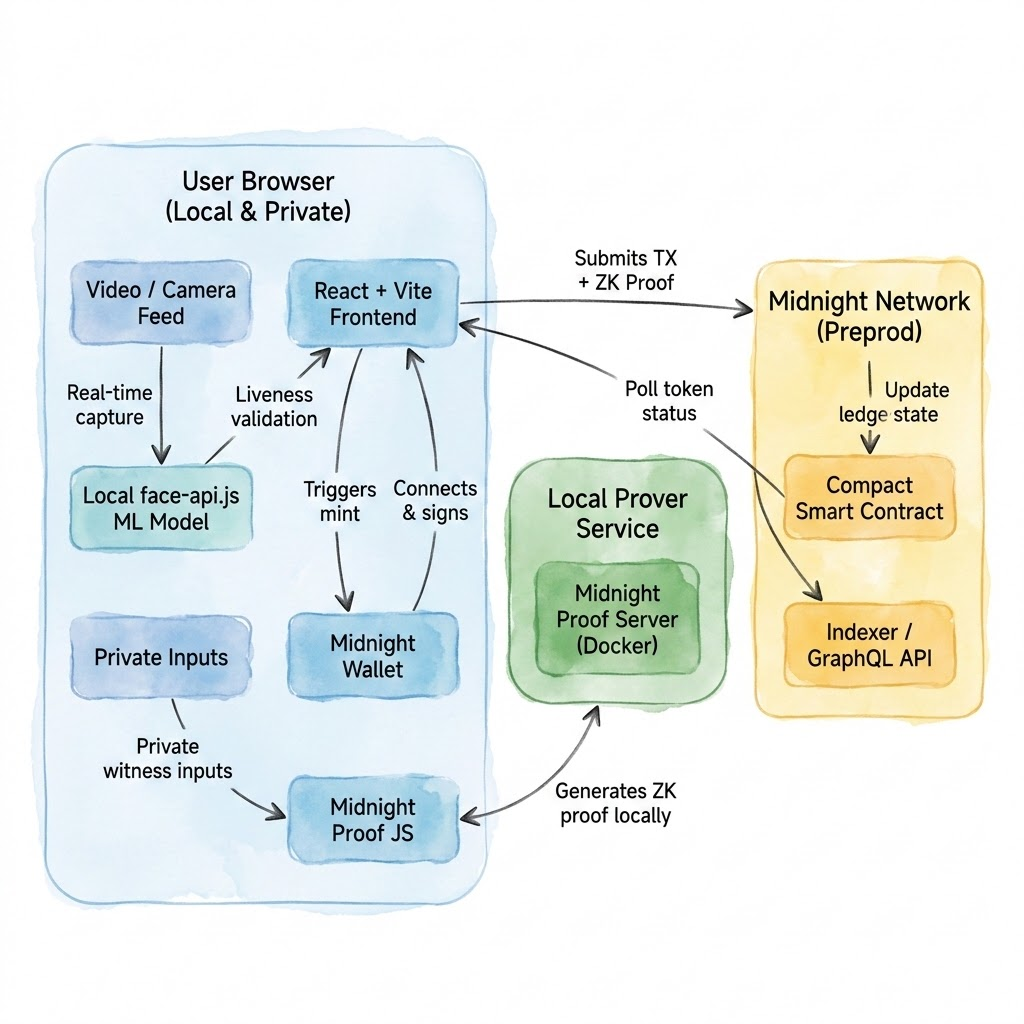 User Browser
(Local & Private)
Video / Camera
Feed
React + Vite
Frontend
Real-time
capture
Liveness
validation
Local face-api.js
ML Model
Triggers
mint
Connects
& signs
Private Inputs
Midnight
Wallet
Private
witness inputs
Midnight
Proof JS
Submits TX
+ ZK Proof
Poll token
status
Local Prover
Service
Midnight
Proof Server
(Docker)
Generates ZK
proof locally
Midnight Network
(Preprod)
Update
ledge state
Compact
Smart Contract
Indexer /
GraphQL API